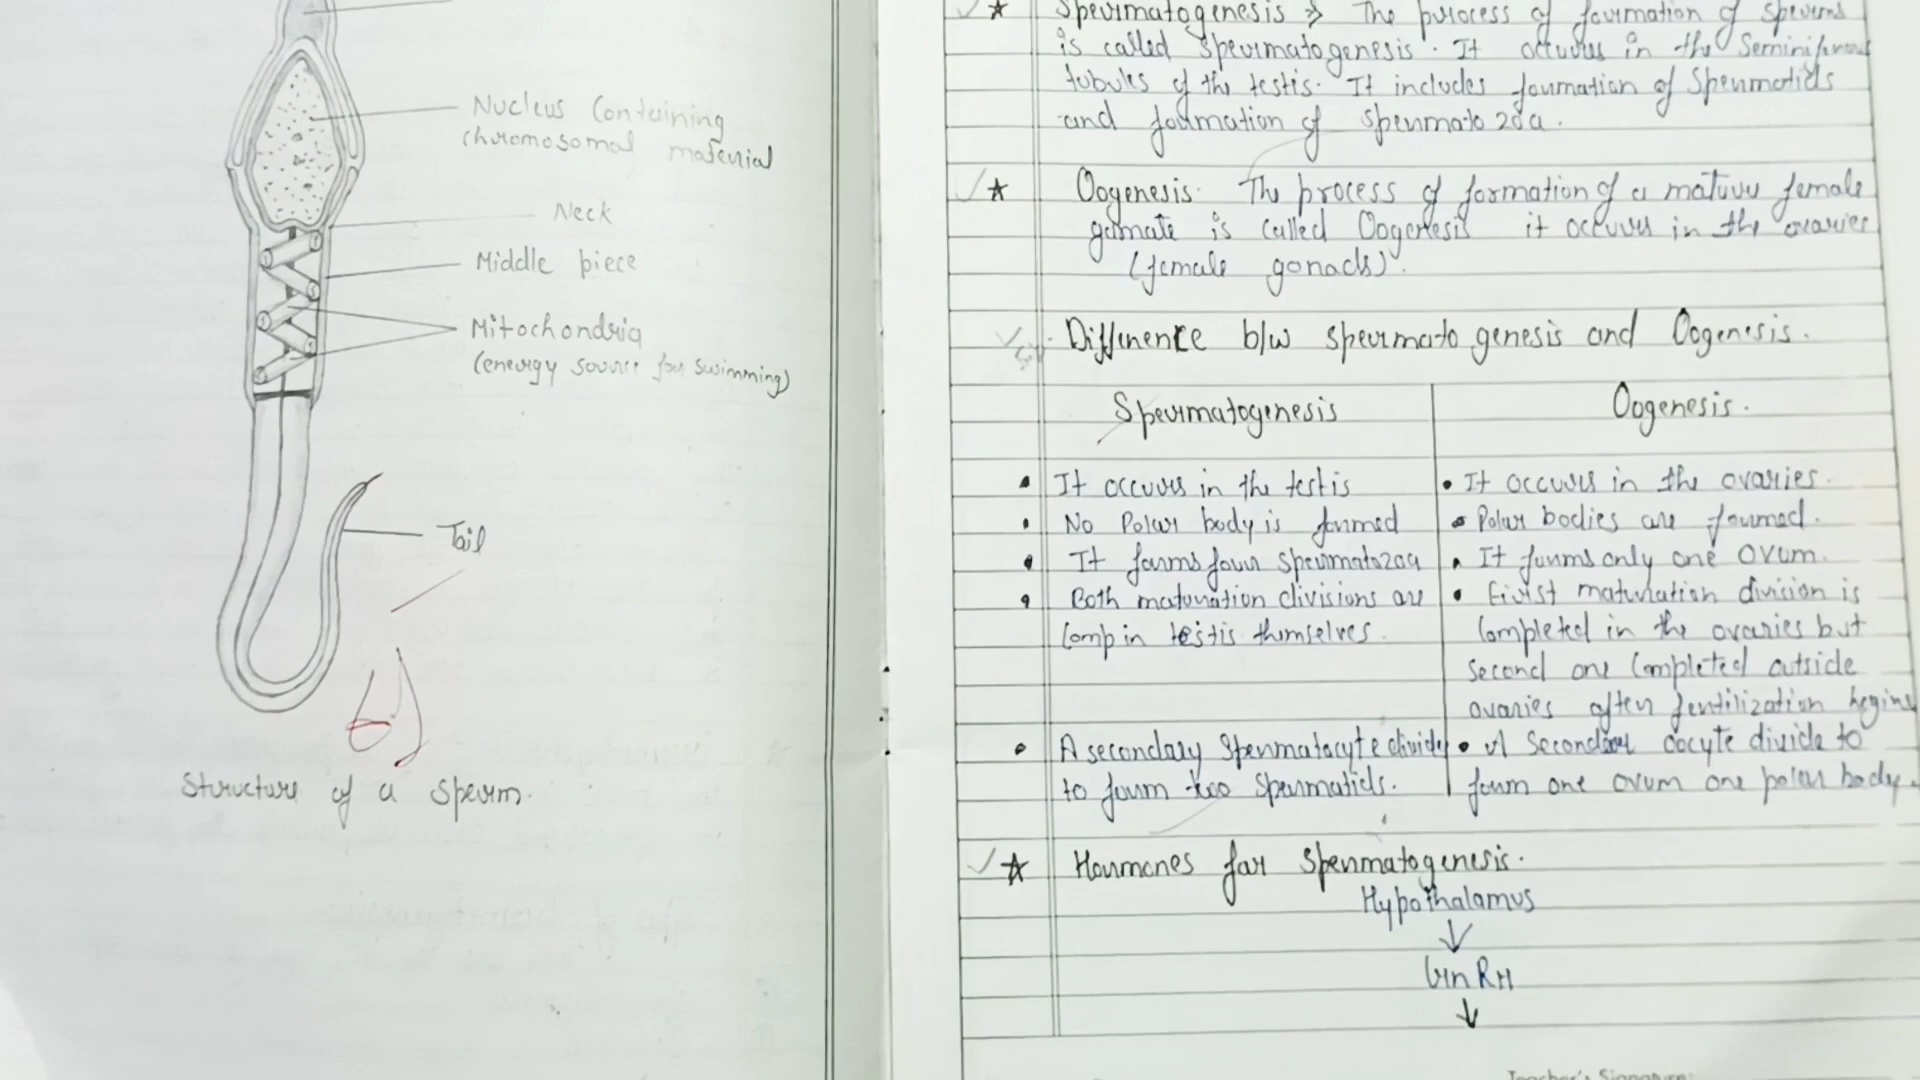 Nucleus Containing
chromosomal material
Neck
Middle piece
Mitochondria
(energy source for swimming)
Tail
Structure of a sperm.
Spermatogenesis ⇒ The process of formation of sperms
is called spermatogenesis. It occurs in the Seminiferous
tubules of the testis. It includes formation of Spermatids
and formation of spermatozoa.
Oogenesis. The process of formation of a mature female
gamate is called Oogenesis it occurs in the ovaries
(female gonads).
Difference b/w spermatogenesis and Oogenesis.
Spermatogenesis
Oogenesis.
• It occurs in the testis
• No Polar body is formed
• It forms four spermatozoa
• Both maturation divisions are
comp in testis themselves.
• A secondary Spermatocyte divide
to form two Spermatids.
• It occurs in the ovaries.
• Polar bodies are formed.
• It forms only one ovum.
• First maturation division is
completed in the ovaries but
second one completed outside
ovaries after fertilization begins
• A Secondary oocyte divide to
form one ovum one polar body.
Hormones for Spermatogenesis.
Hypothalamus
↓
GnRH
↓
Teacher's Signature: